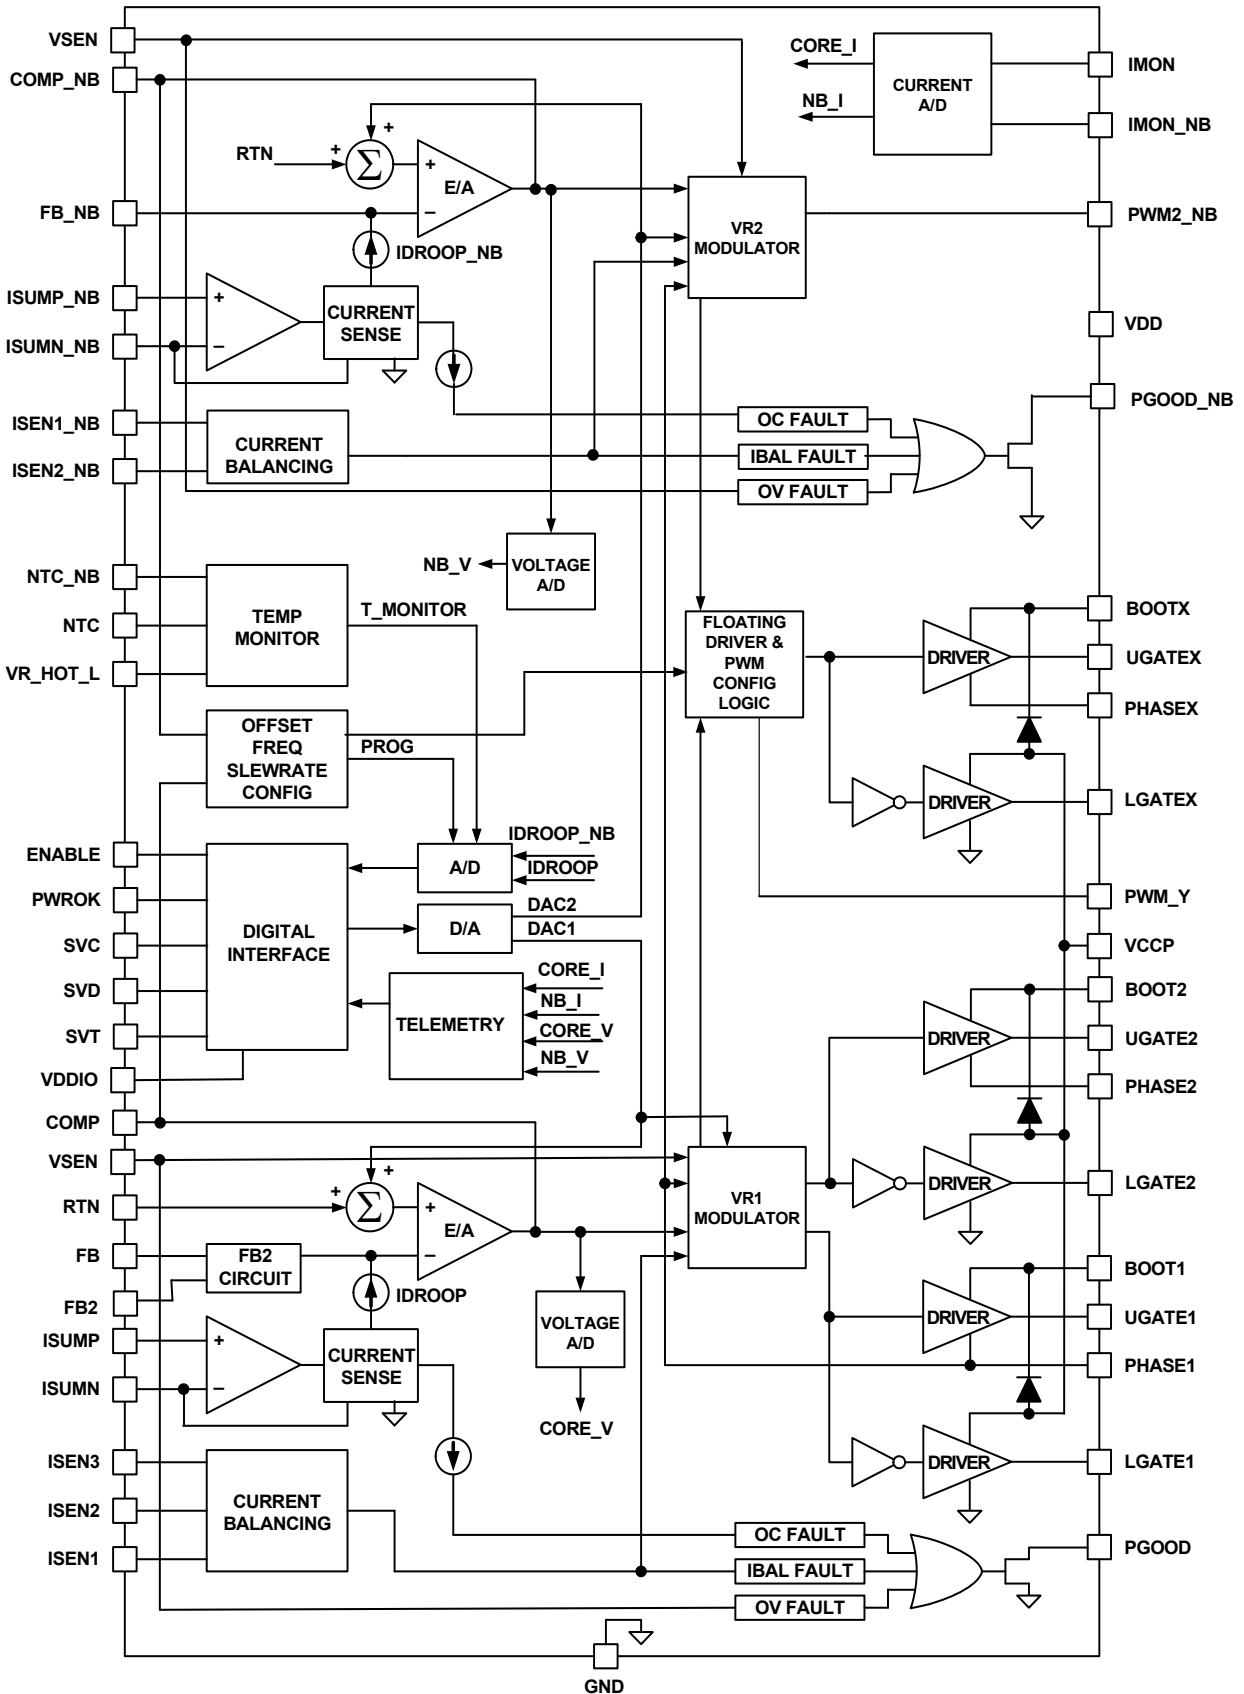 VSEN
COMP_NB
CORE_I
NB_I
CURRENT
A/D
IMON
IMON_NB
RTN
+
+
Σ
+
E/A
−
FB_NB
IDROOP_NB
VR2
MODULATOR
PWM2_NB
ISUMP_NB
+
ISUMN_NB
−
CURRENT
SENSE
VDD
PGOOD_NB
ISEN1_NB
ISEN2_NB
CURRENT
BALANCING
OC FAULT
IBAL FAULT
OV FAULT
NB_V
VOLTAGE
A/D
NTC_NB
NTC
VR_HOT_L
TEMP
MONITOR
T_MONITOR
FLOATING
DRIVER &
PWM
CONFIG
LOGIC
DRIVER
BOOTX
UGATEX
PHASEX
OFFSET
FREQ
SLEWRATE
CONFIG
PROG
DRIVER
LGATEX
ENABLE
PWROK
SVC
SVD
SVT
VDDIO
DIGITAL
INTERFACE
A/D
IDROOP_NB
IDROOP
D/A
DAC2
DAC1
TELEMETRY
CORE_I
NB_I
CORE_V
NB_V
PWM_Y
VCCP
BOOT2
DRIVER
UGATE2
PHASE2
COMP
VSEN
RTN
+
+
Σ
+
E/A
−
VR1
MODULATOR
DRIVER
LGATE2
FB
FB2
FB2
CIRCUIT
IDROOP
VOLTAGE
A/D
CORE_V
BOOT1
DRIVER
UGATE1
PHASE1
ISUMP
+
ISUMN
−
CURRENT
SENSE
DRIVER
LGATE1
ISEN3
ISEN2
ISEN1
CURRENT
BALANCING
OC FAULT
IBAL FAULT
OV FAULT
PGOOD
GND